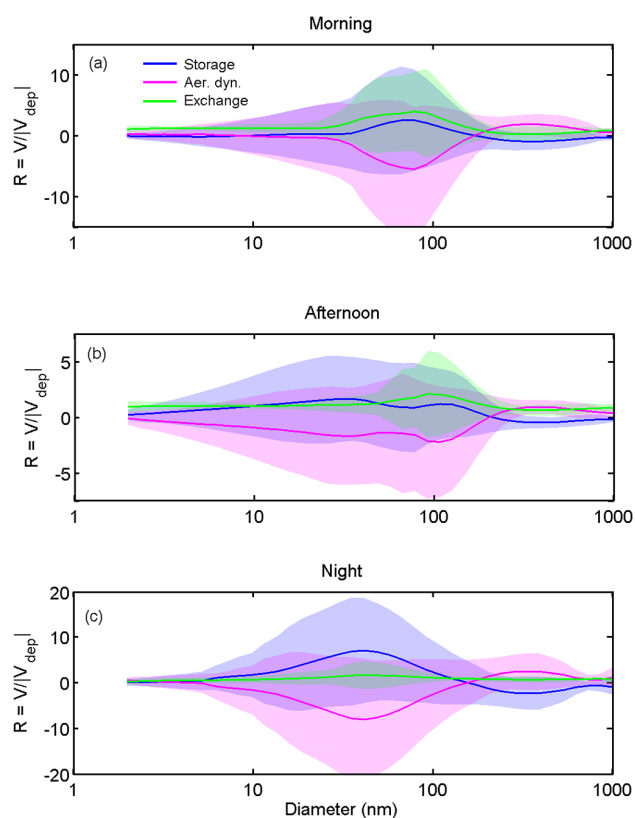 Morning
(a)
Storage
Aer. dyn.
Exchange
R = V/|V_dep|
10
0
-10
1
10
100
1000
Afternoon
(b)
R = V/|V_dep|
5
0
-5
1
10
100
1000
Night
(c)
R = V/|V_dep|
20
10
0
-10
-20
1
10
100
1000
Diameter (nm)